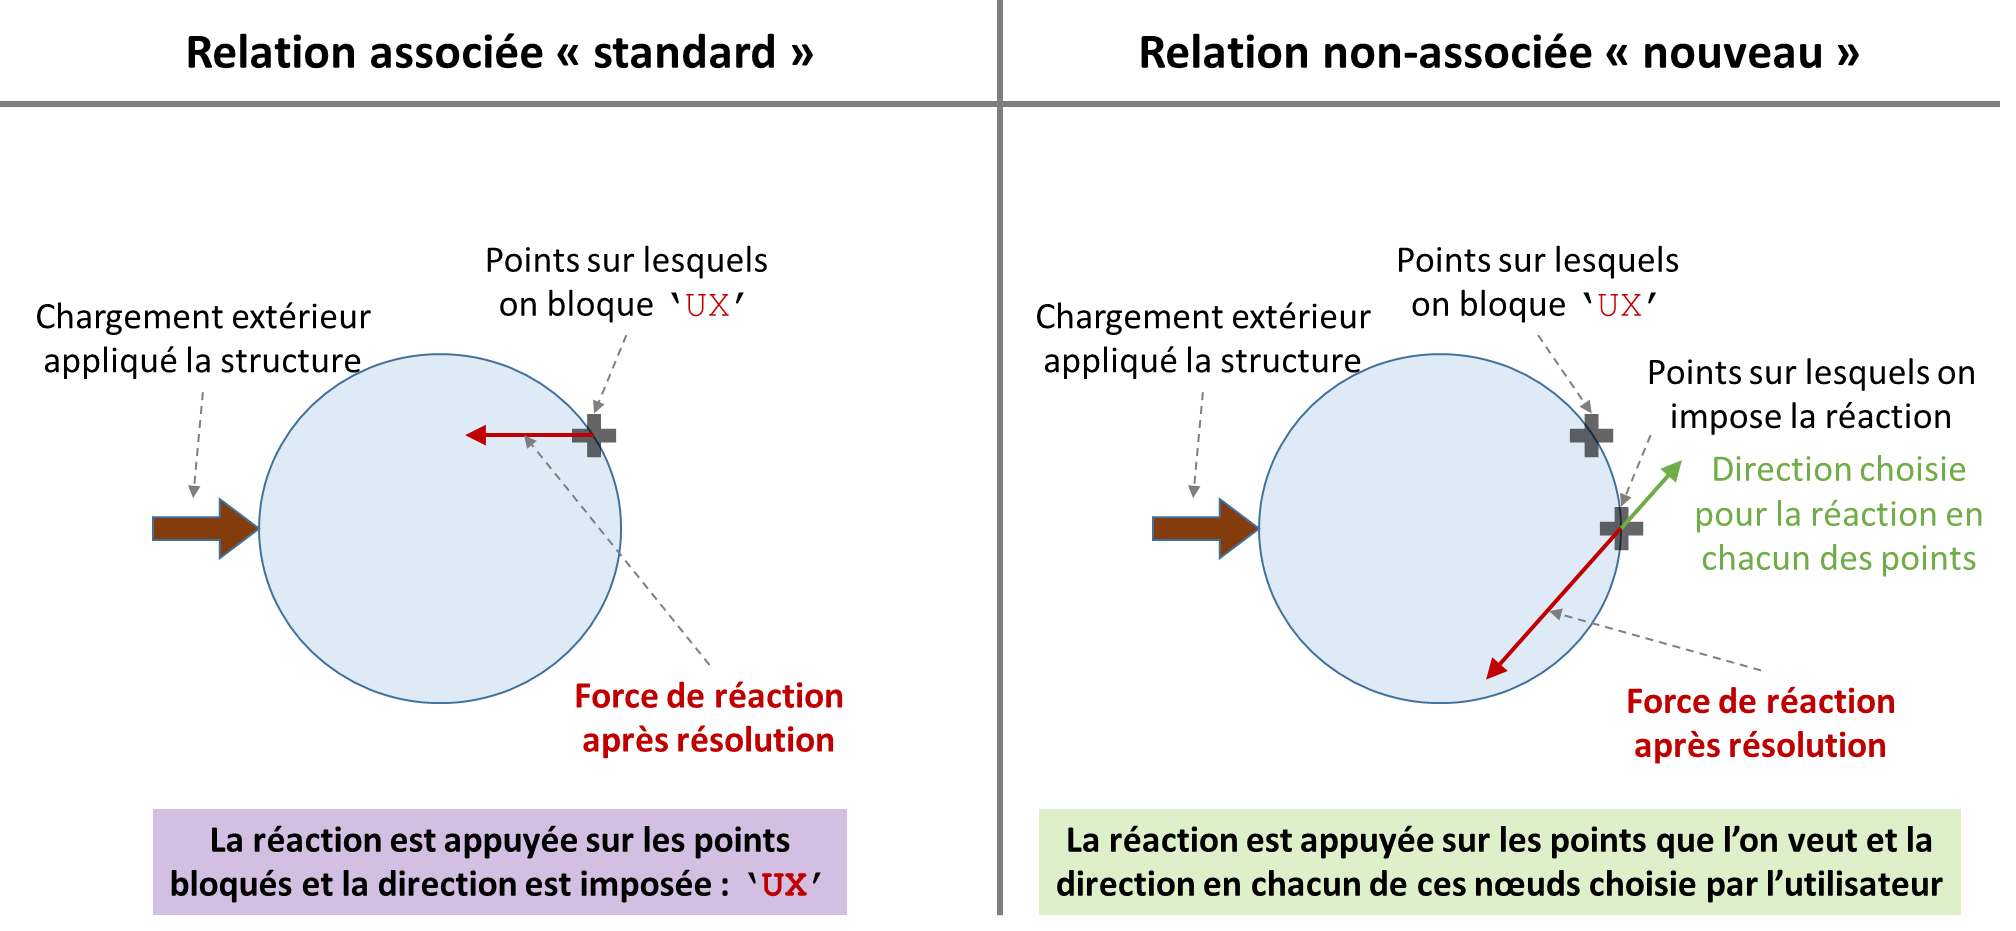 Relation associée « standard »
Relation non-associée « nouveau »
Points sur lesquels
on bloque ‘UX’
Chargement extérieur
appliqué la structure
Force de réaction
après résolution
La réaction est appuyée sur les points
bloqués et la direction est imposée : ‘UX’
Points sur lesquels
on bloque ‘UX’
Chargement extérieur
appliqué la structure
Points sur lesquels on
impose la réaction
Direction choisie
pour la réaction en
chacun des points
Force de réaction
après résolution
La réaction est appuyée sur les points que l’on veut et la
direction en chacun de ces nœuds choisie par l’utilisateur